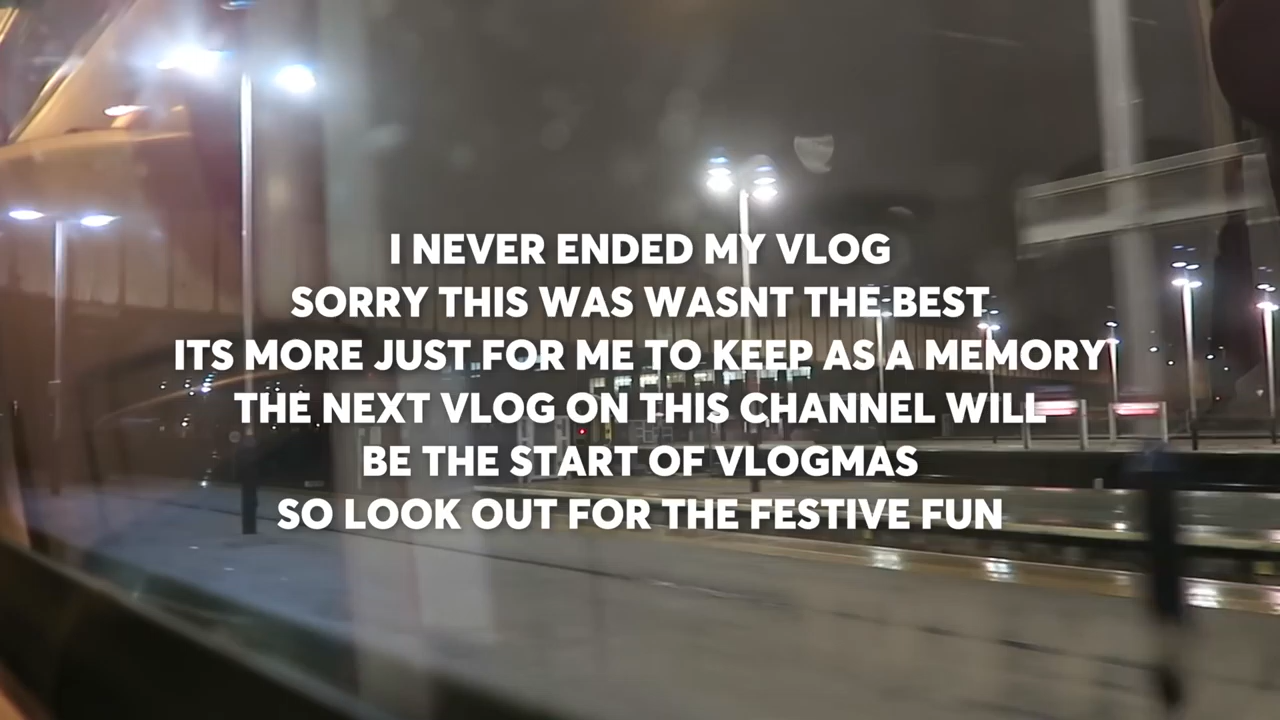 I NEVER ENDED MY VLOG
SORRY THIS WAS WASNT THE BEST
ITS MORE JUST FOR ME TO KEEP AS A MEMORY
THE NEXT VLOG ON THIS CHANNEL WILL
BE THE START OF VLOGMAS
SO LOOK OUT FOR THE FESTIVE FUN